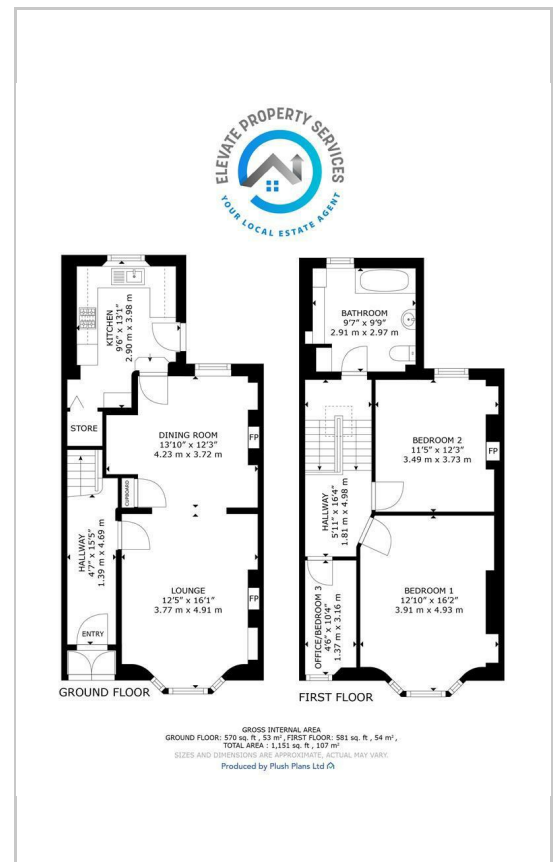 ELEVATE PROPERTY SERVICES
YOUR LOCAL ESTATE AGENT
KITCHEN
9'6" x 13'1"
2.90 m x 3.98 m
STORE
DINING ROOM
13'10" x 12'3"
4.23 m x 3.72 m
FP
CUPBOARD
HALLWAY
4'7" x 15'5"
1.39 m x 4.69 m
LOUNGE
12'5" x 16'1"
3.77 m x 4.91 m
FP
ENTRY
GROUND FLOOR
BATHROOM
9'7" x 9'9"
2.91 m x 2.97 m
BEDROOM 2
11'5" x 12'3"
3.49 m x 3.73 m
FP
HALLWAY
5'11" x 16'4"
1.81 m x 4.98 m
BEDROOM 1
12'10" x 16'2"
3.91 m x 4.93 m
OFFICE/BEDROOM 3
4'6" x 10'4"
1.37 m x 3.16 m
FIRST FLOOR
GROSS INTERNAL AREA
GROUND FLOOR: 570 sq. ft , 53 m², FIRST FLOOR: 581 sq. ft , 54 m² ,
TOTAL AREA : 1,151 sq. ft , 107 m²
SIZES AND DIMENSIONS ARE APPROXIMATE, ACTUAL MAY VARY.
Produced by Plush Plans Ltd